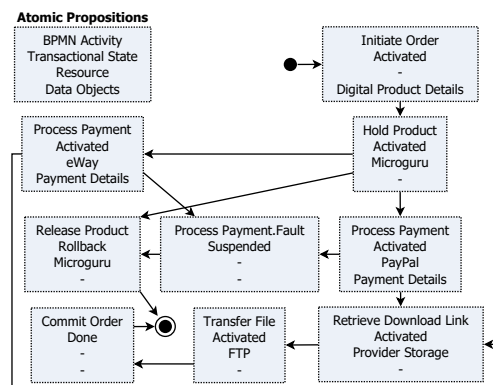 Atomic Propositions
BPMN Activity
Transactional State
Resource
Data Objects
Initiate Order
Activated
-
Digital Product Details
Process Payment
Activated
eWay
Payment Details
Hold Product
Activated
Microguru
-
Release Product
Rollback
Microguru
-
Process Payment.Fault
Suspended
-
-
Process Payment
Activated
PayPal
Payment Details
Commit Order
Done
-
-
Transfer File
Activated
FTP
-
Retrieve Download Link
Activated
Provider Storage
-